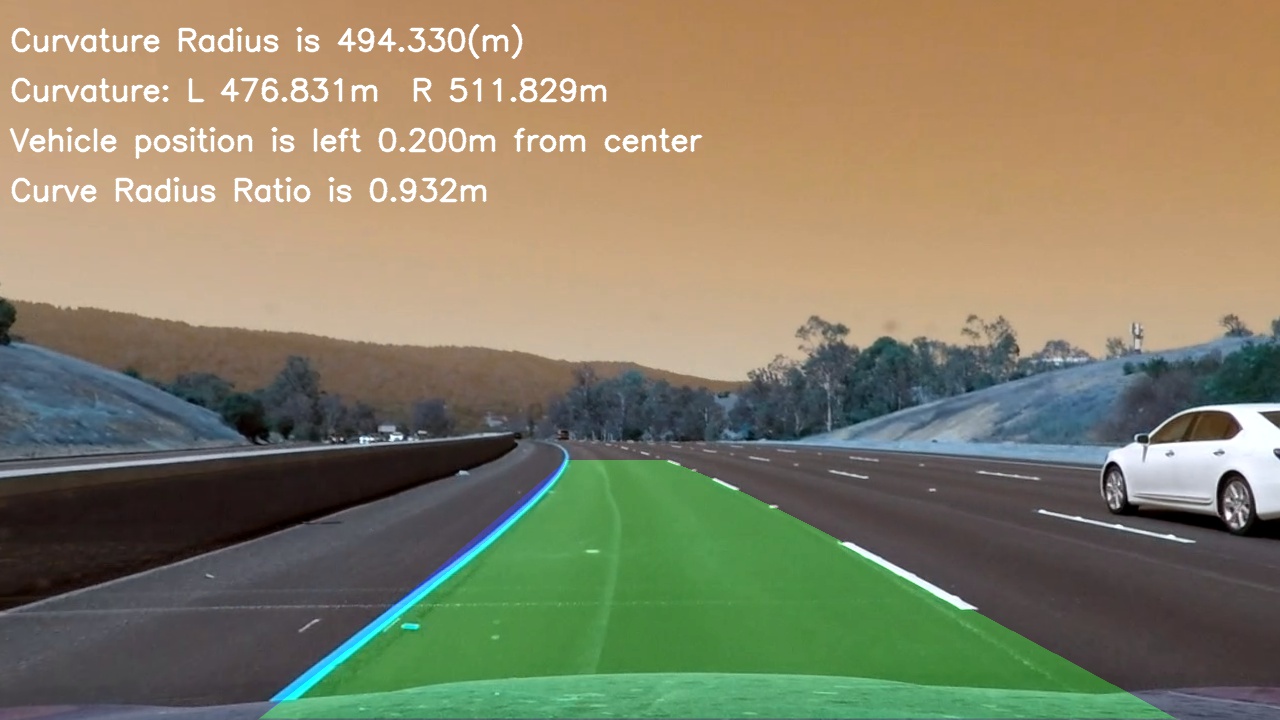 Curvature Radius is 494.330(m)
Curvature: L 476.831m R 511.829m
Vehicle position is left 0.200m from center
Curve Radius Ratio is 0.932m